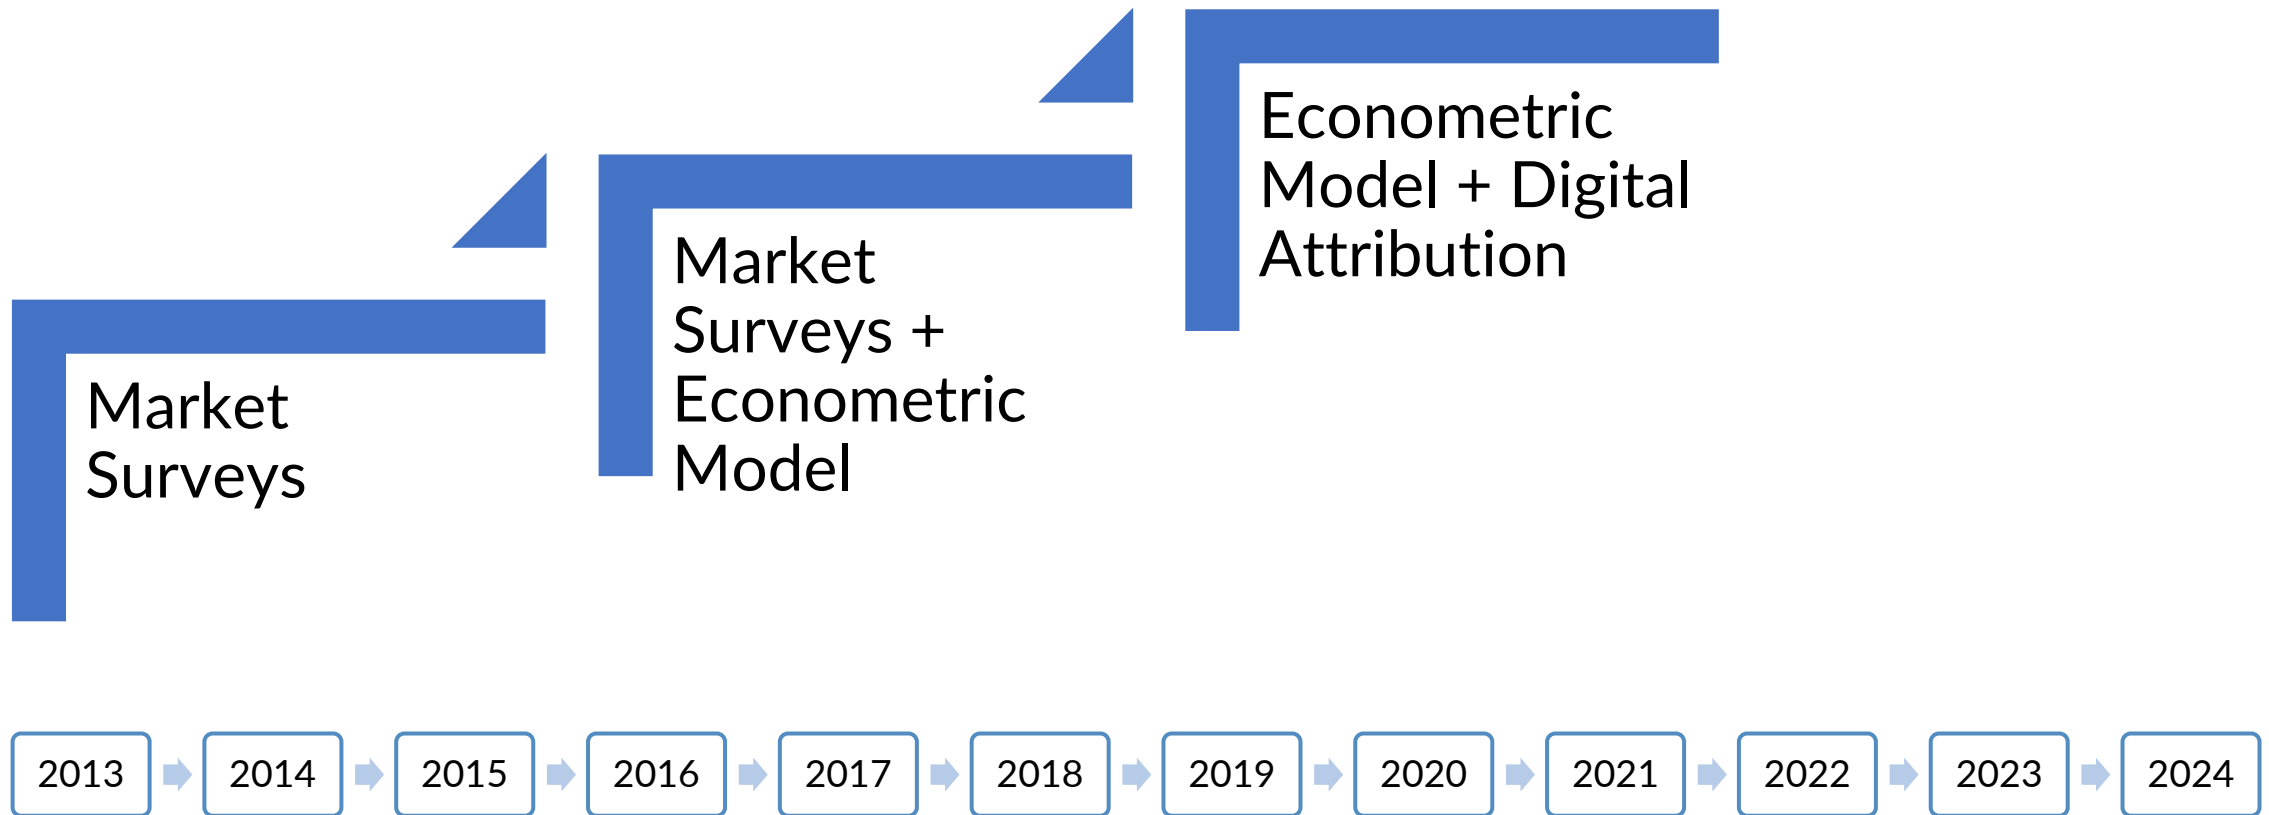 Market
Surveys
Market
Surveys +
Econometric
Model
Econometric
Model + Digital
Attribution
2013
2014
2015
2016
2017
2018
2019
2020
2021
2022
2023
2024